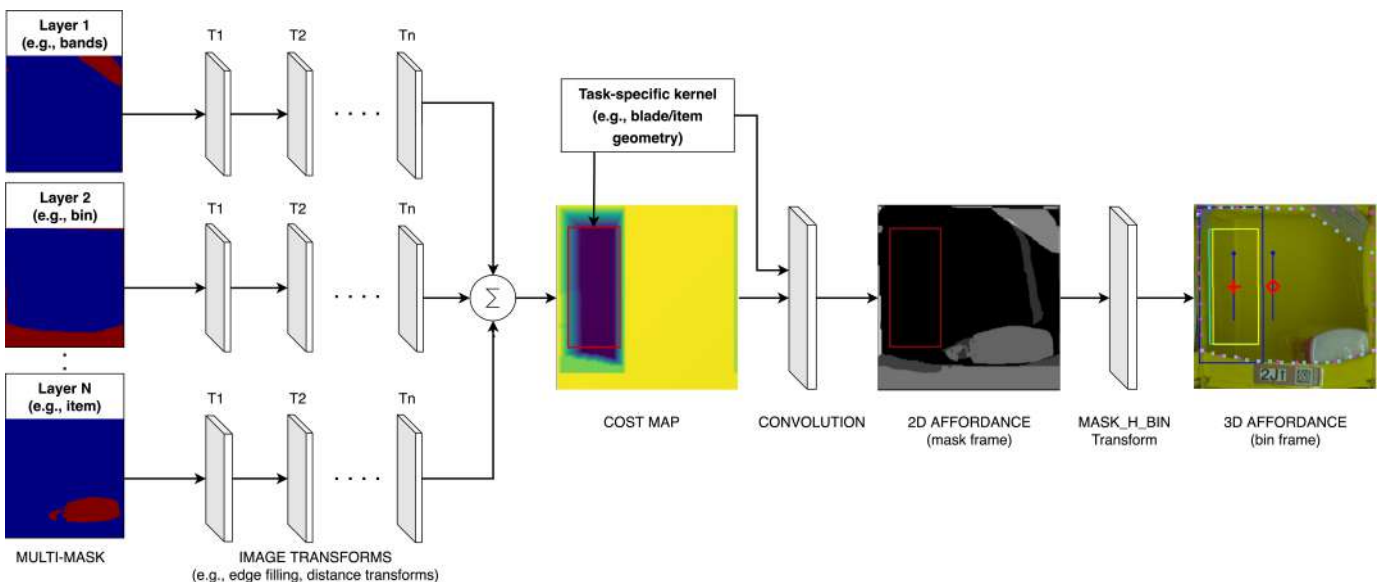 Layer 1
(e.g., bands)
T1
T2
Tn
. . . .
Layer 2
(e.g., bin)
T1
T2
Tn
. . . .
Layer N
(e.g., item)
T1
T2
Tn
. . . .
MULTI-MASK
IMAGE TRANSFORMS
(e.g., edge filling, distance transforms)
Σ
Task-specific kernel
(e.g., blade/item
geometry)
COST MAP
CONVOLUTION
2D AFFORDANCE
(mask frame)
MASK_H_BIN
Transform
2J1
3D AFFORDANCE
(bin frame)